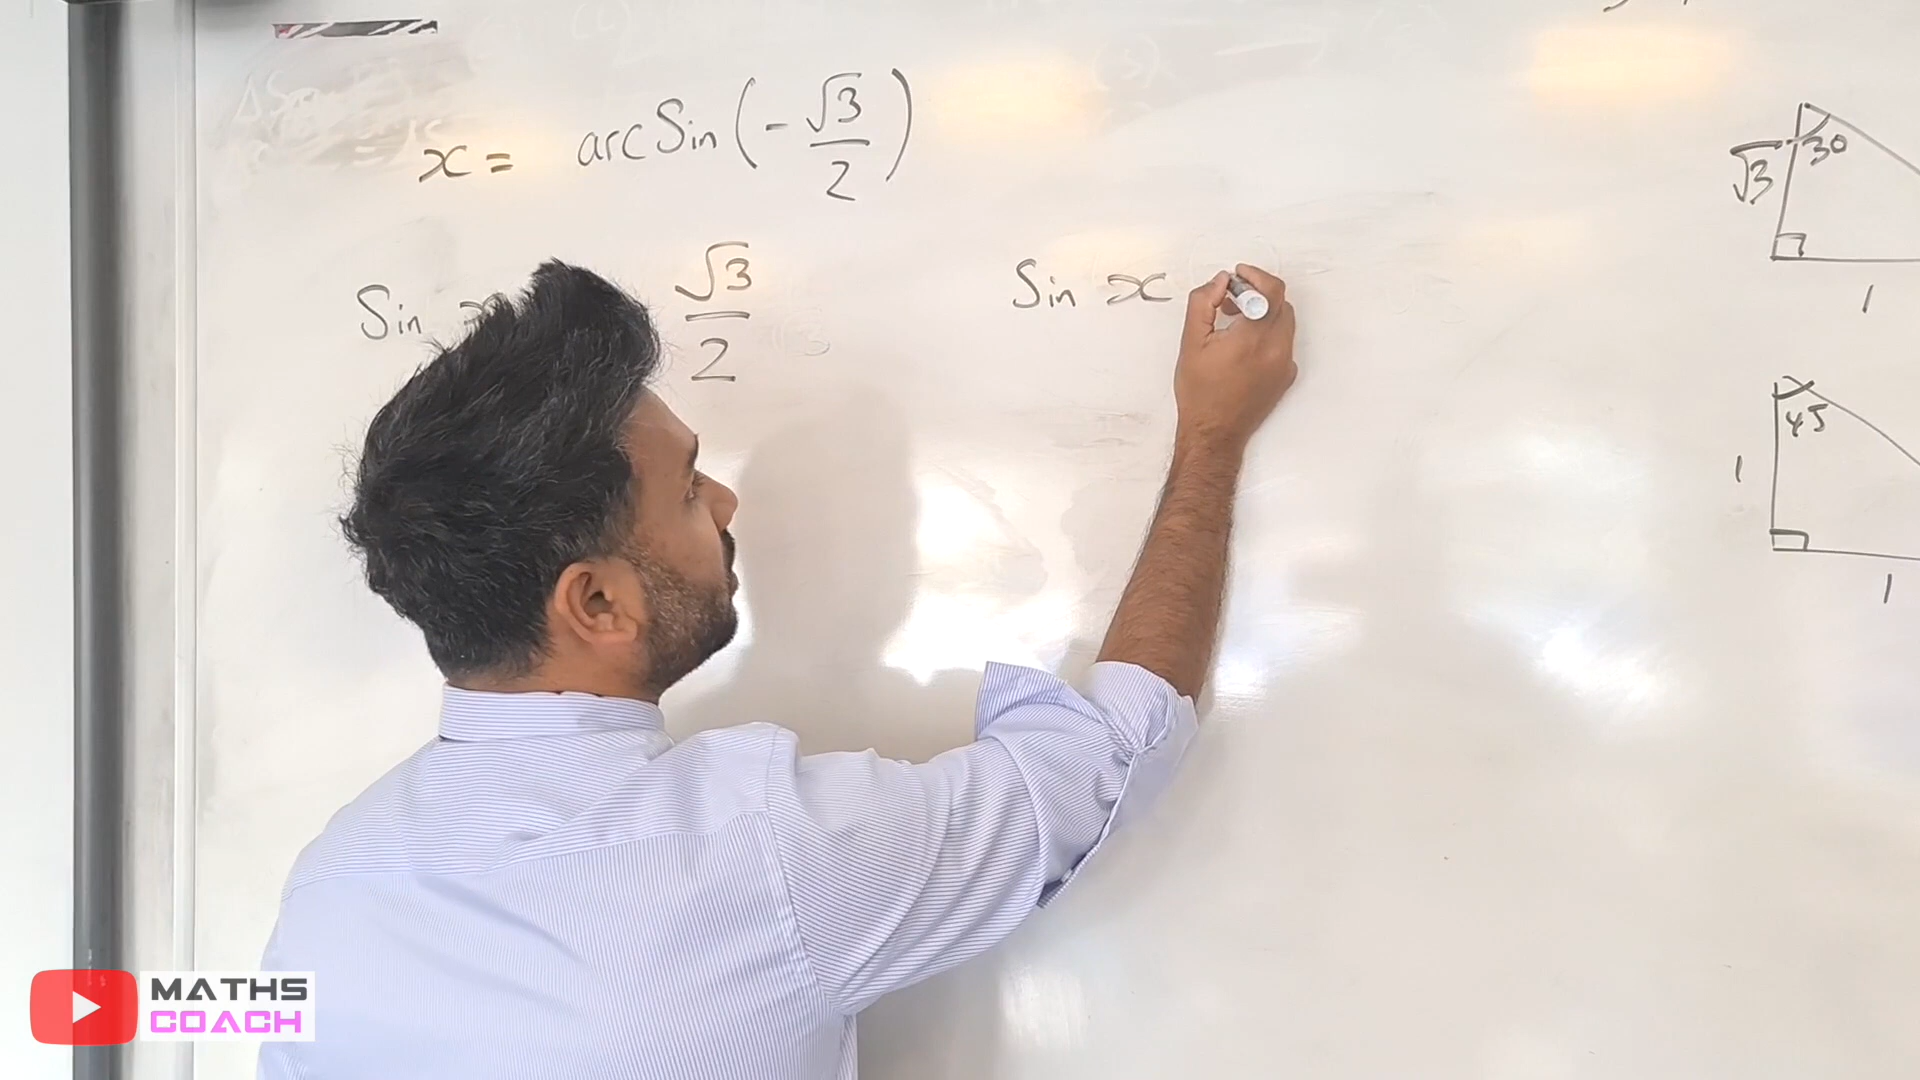 x = arcSin(-√3/2)
Sin x √3/2
Sin x
√3
30
1
45
1
1
MATHS
COACH